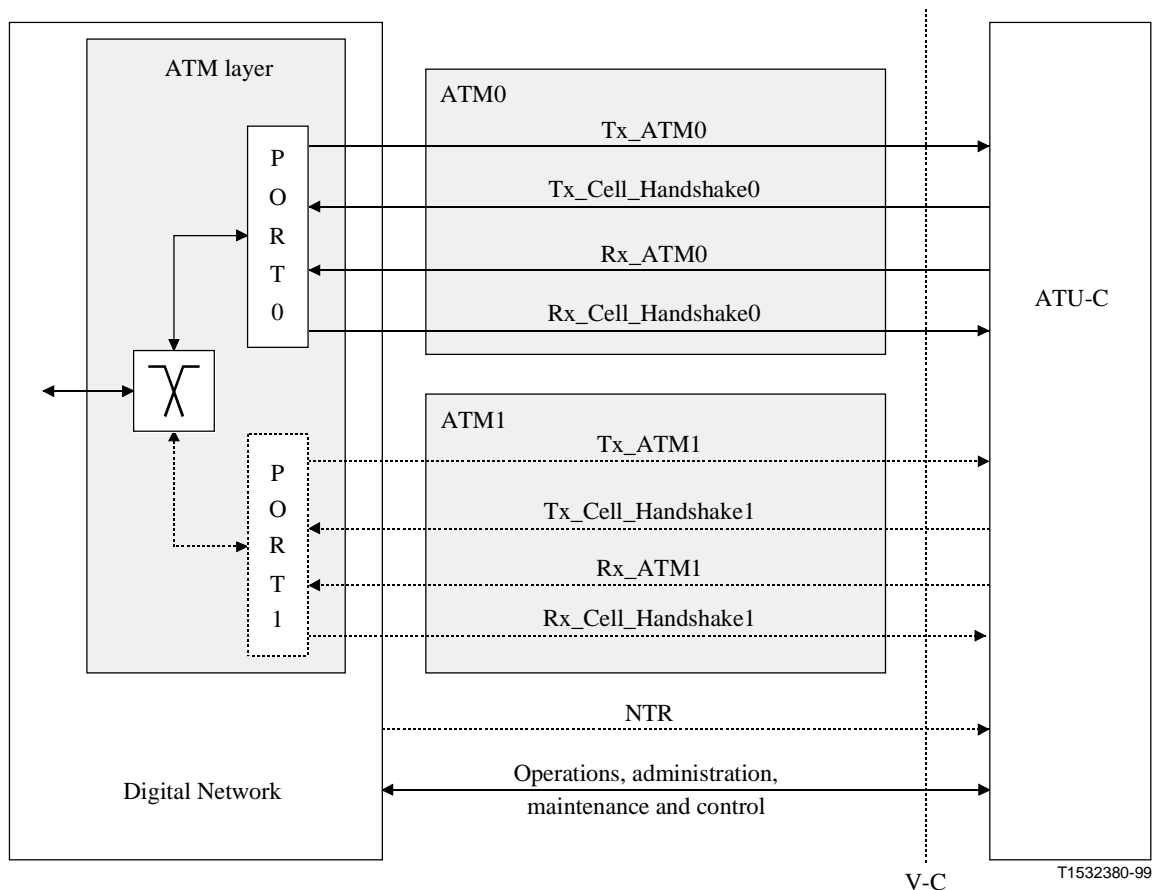 ATM layer
P
O
R
T
0
ATM0
Tx_ATM0
Tx_Cell_Handshake0
Rx_ATM0
Rx_Cell_Handshake0
ATU-C
P
O
R
T
1
ATM1
Tx_ATM1
Tx_Cell_Handshake1
Rx_ATM1
Rx_Cell_Handshake1
NTR
Digital Network
Operations, administration,
maintenance and control
T1532380-99
V-C